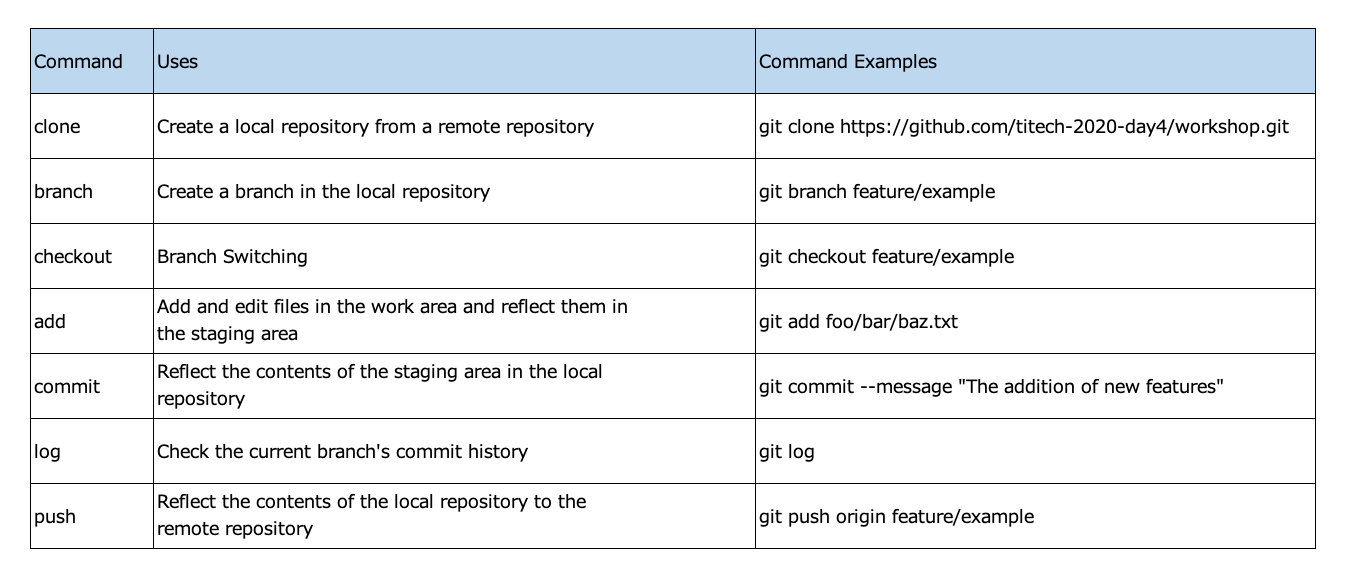 Command Uses Command Examples
clone Create a local repository from a remote repository git clone https://github.com/titech-2020-day4/workshop.git
branch Create a branch in the local repository git branch feature/example
checkout Branch Switching git checkout feature/example
add Add and edit files in the work area and reflect them in
the staging area git add foo/bar/baz.txt
commit Reflect the contents of the staging area in the local
repository git commit --message "The addition of new features"
log Check the current branch's commit history git log
push Reflect the contents of the local repository to the
remote repository git push origin feature/example